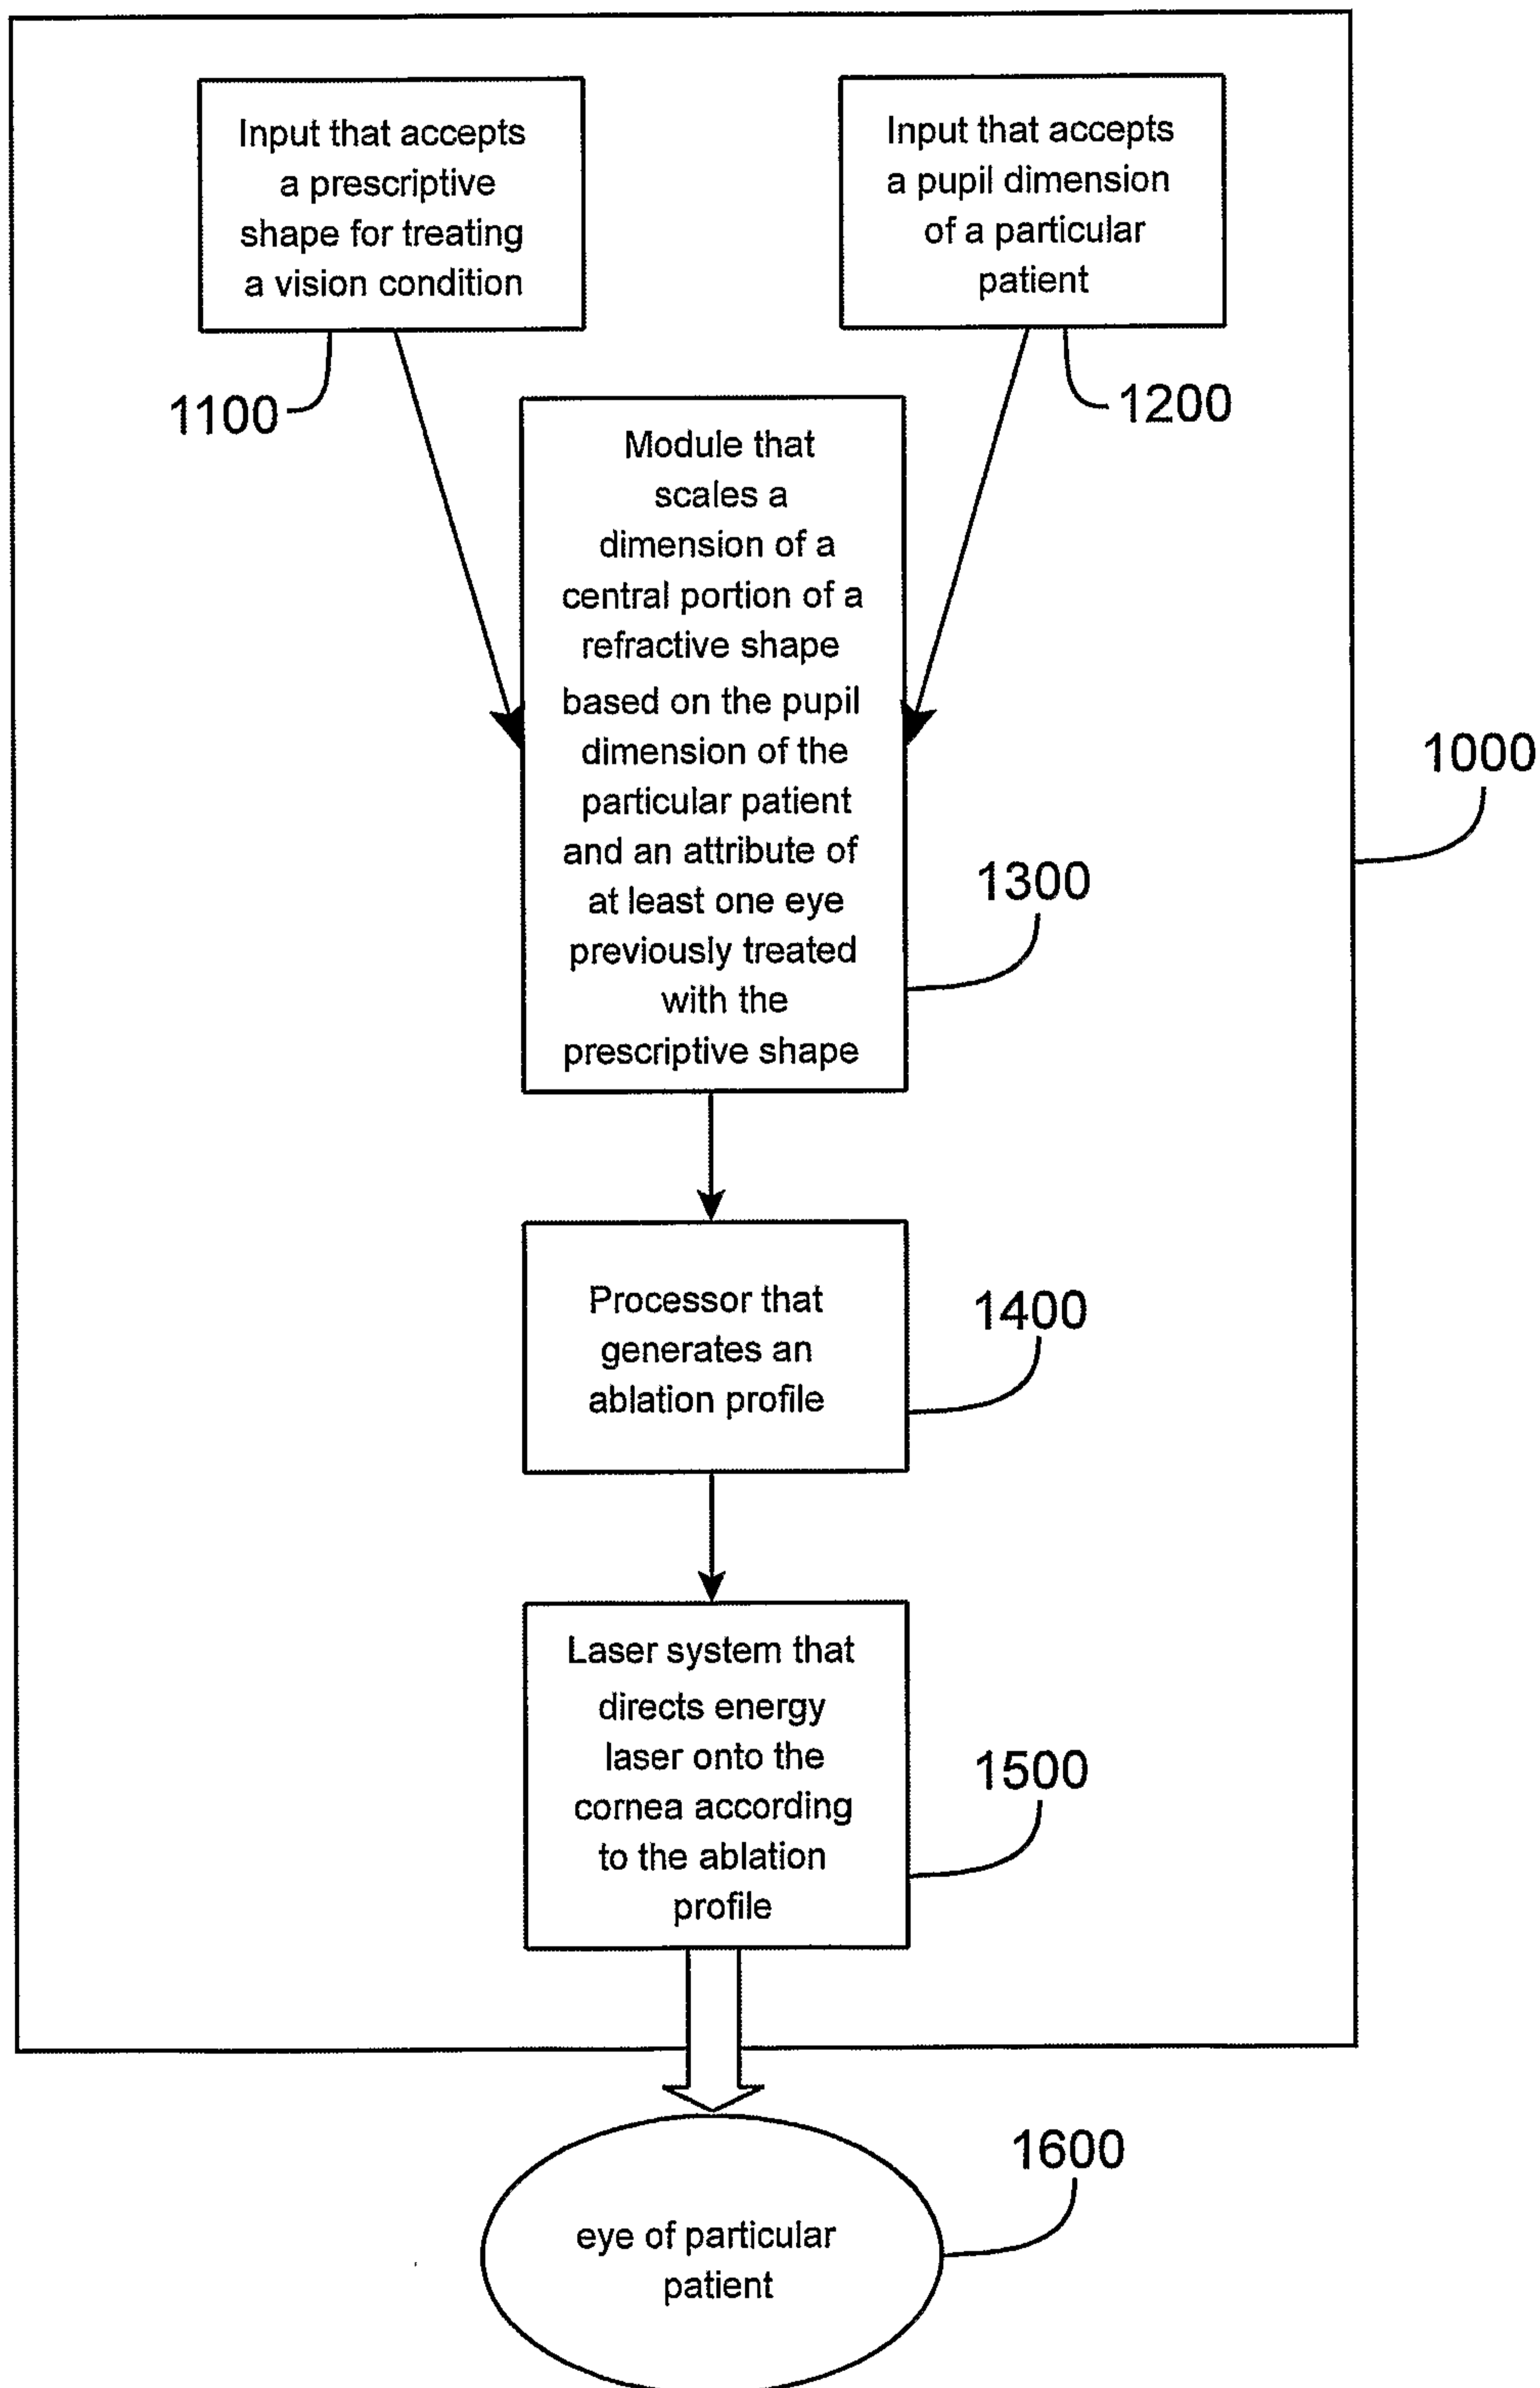 Input that accepts
a prescriptive
shape for treating
a vision condition
Input that accepts
a pupil dimension
of a particular
patient
1100
1200
Module that
scales a
dimension of a
central portion of a
refractive shape
based on the pupil
dimension of the
particular patient
and an attribute of
at least one eye
previously treated
with the
prescriptive shape
1000
1300
Processor that
generates an
ablation profile
1400
Laser system that
directs energy
laser onto the
cornea according
to the ablation
profile
1500
1600
eye of particular
patient